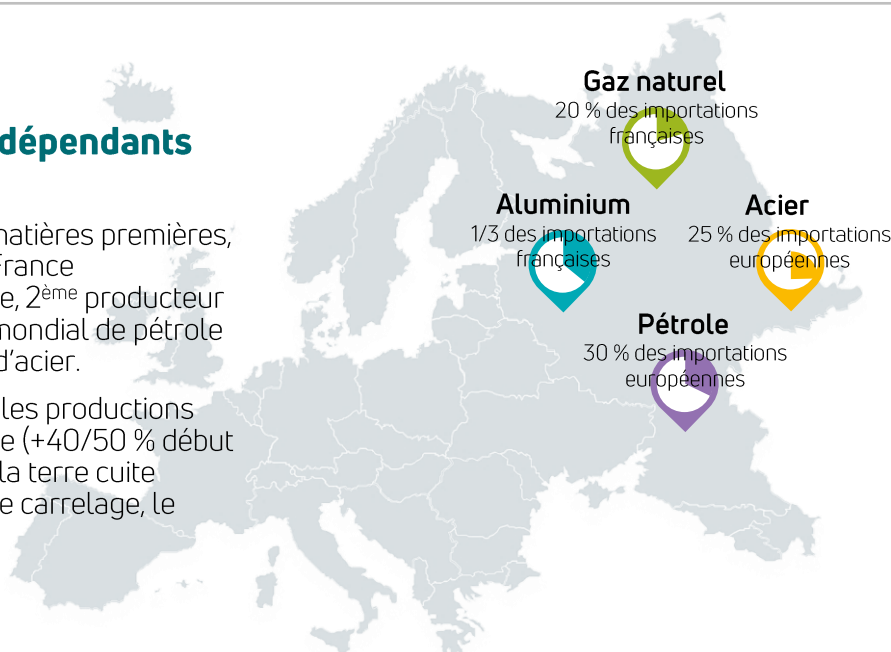 dépendants
matières premières,
France
e, 2ème producteur
mondial de pétrole
d'acier.
les productions
e (+40/50 % début
la terre cuite
e carrelage, le
Gaz naturel
20 % des importations
françaises
Aluminium
1/3 des importations
françaises
Acier
25 % des importations
européennes
Pétrole
30 % des importations
européennes